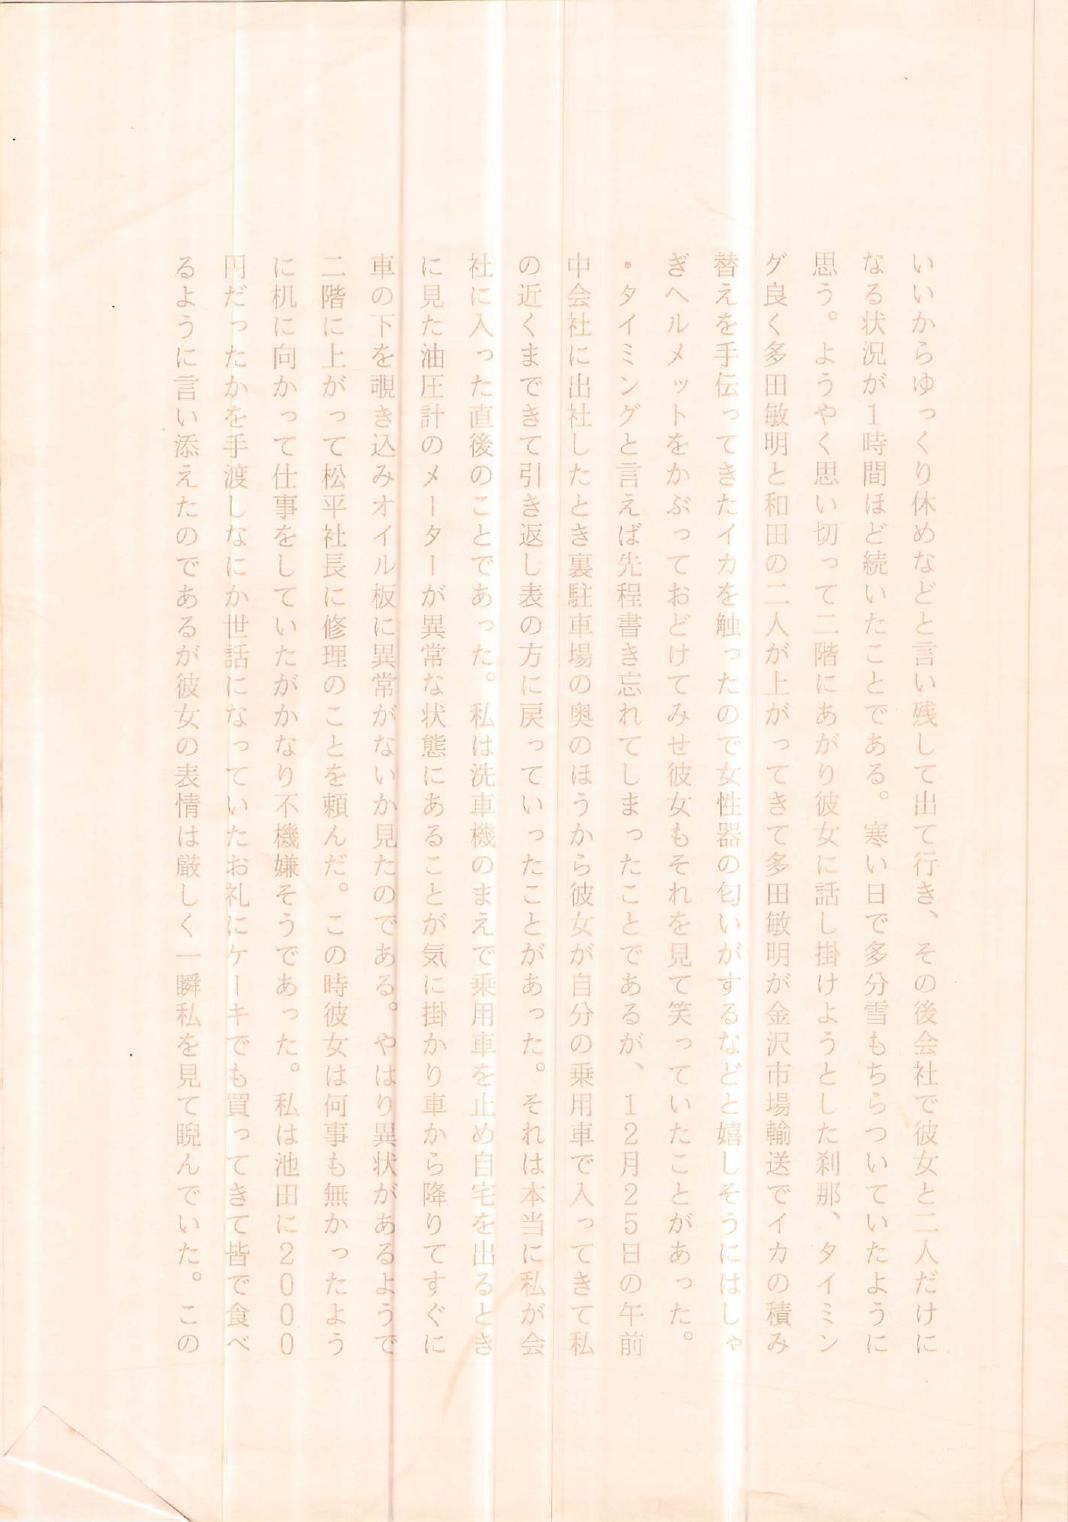 いいからゆっくり休めなどと言い残して出て行き、その後会社で彼女と二人だけに
なる状況が1時間ほど続いたことである。寒い日で多分雪もちらついていたように
思う。ようやく思い切って二階にあがり彼女に話し掛けようとした刹那、タイミン
グ良く多田敏明と和田の二人が上がってきて多田敏明が金沢市場輸送でイカの積み
替えを手伝ってきたイカを触ったので女性器の匂いがするなどと嬉しそうにはしゃ
ぎヘルメットをかぶっておどけてみせ彼女もそれを見て笑っていたことがあった。
・タイミングと言えば先程書き忘れてしまったことであるが、12月25日の午前
中会社に出社したとき裏駐車場の奥のほうから彼女が自分の乗用車で入ってきて私
の近くまできて引き返し表の方に戻っていったことがあった。それは本当に私が会
社に入った直後のことであった。私は洗車機のまえで乗用車を止め自宅を出るとき
に見た油圧計のメーターが異常な状態にあることが気に掛かり車から降りてすぐに
車の下を覗き込みオイル板に異常がないか見たのである。やはり異状があるようで
二階に上がって松平社長に修理のことを頼んだ。この時彼女は何事も無かったよう
に机に向かって仕事をしていたがかなり不機嫌そうであった。私は池田に2000
円だったかを手渡しなにか世話になっていたお礼にケーキでも買ってきて皆で食べ
るように言い添えたのであるが彼女の表情は厳しく一瞬私を見て睨んでいた。この